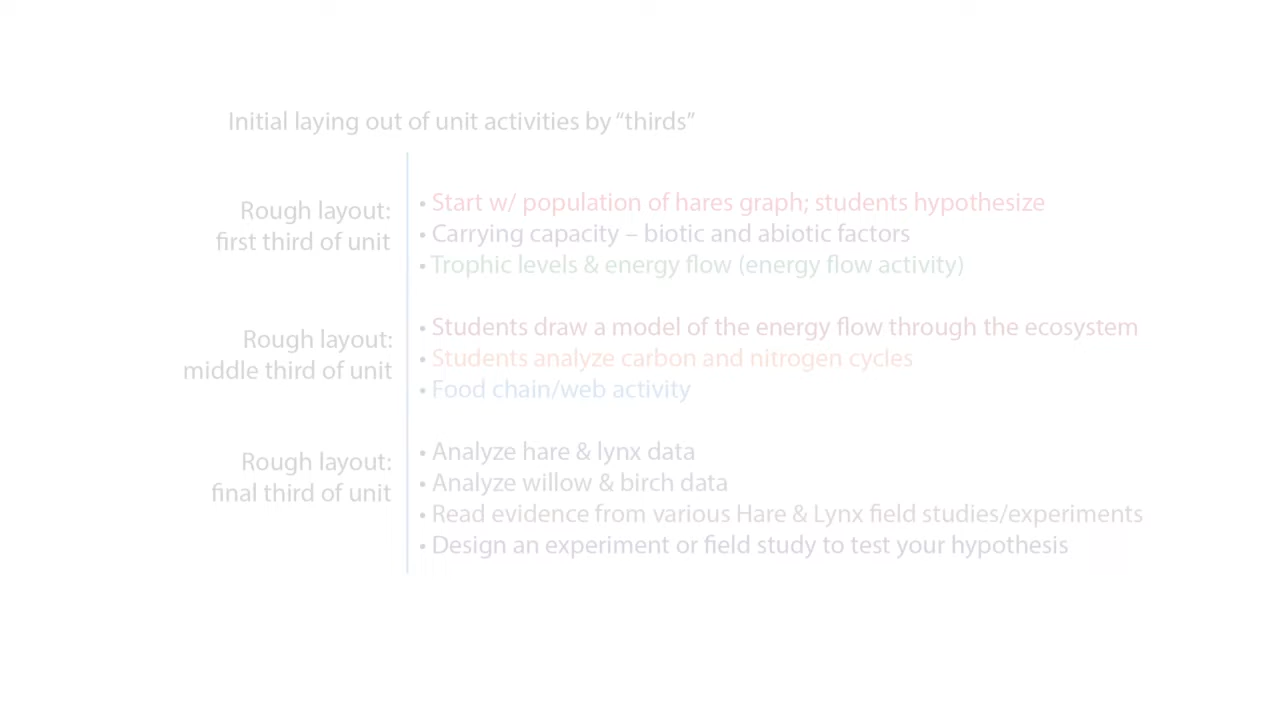 Initial laying out of unit activities by “thirds”
Rough layout:
first third of unit
• Start w/ population of hares graph; students hypothesize
• Carrying capacity – biotic and abiotic factors
• Trophic levels & energy flow (energy flow activity)
Rough layout:
middle third of unit
• Students draw a model of the energy flow through the ecosystem
• Students analyze carbon and nitrogen cycles
• Food chain/web activity
Rough layout:
final third of unit
• Analyze hare & lynx data
• Analyze willow & birch data
• Read evidence from various Hare & Lynx field studies/experiments
• Design an experiment or field study to test your hypothesis